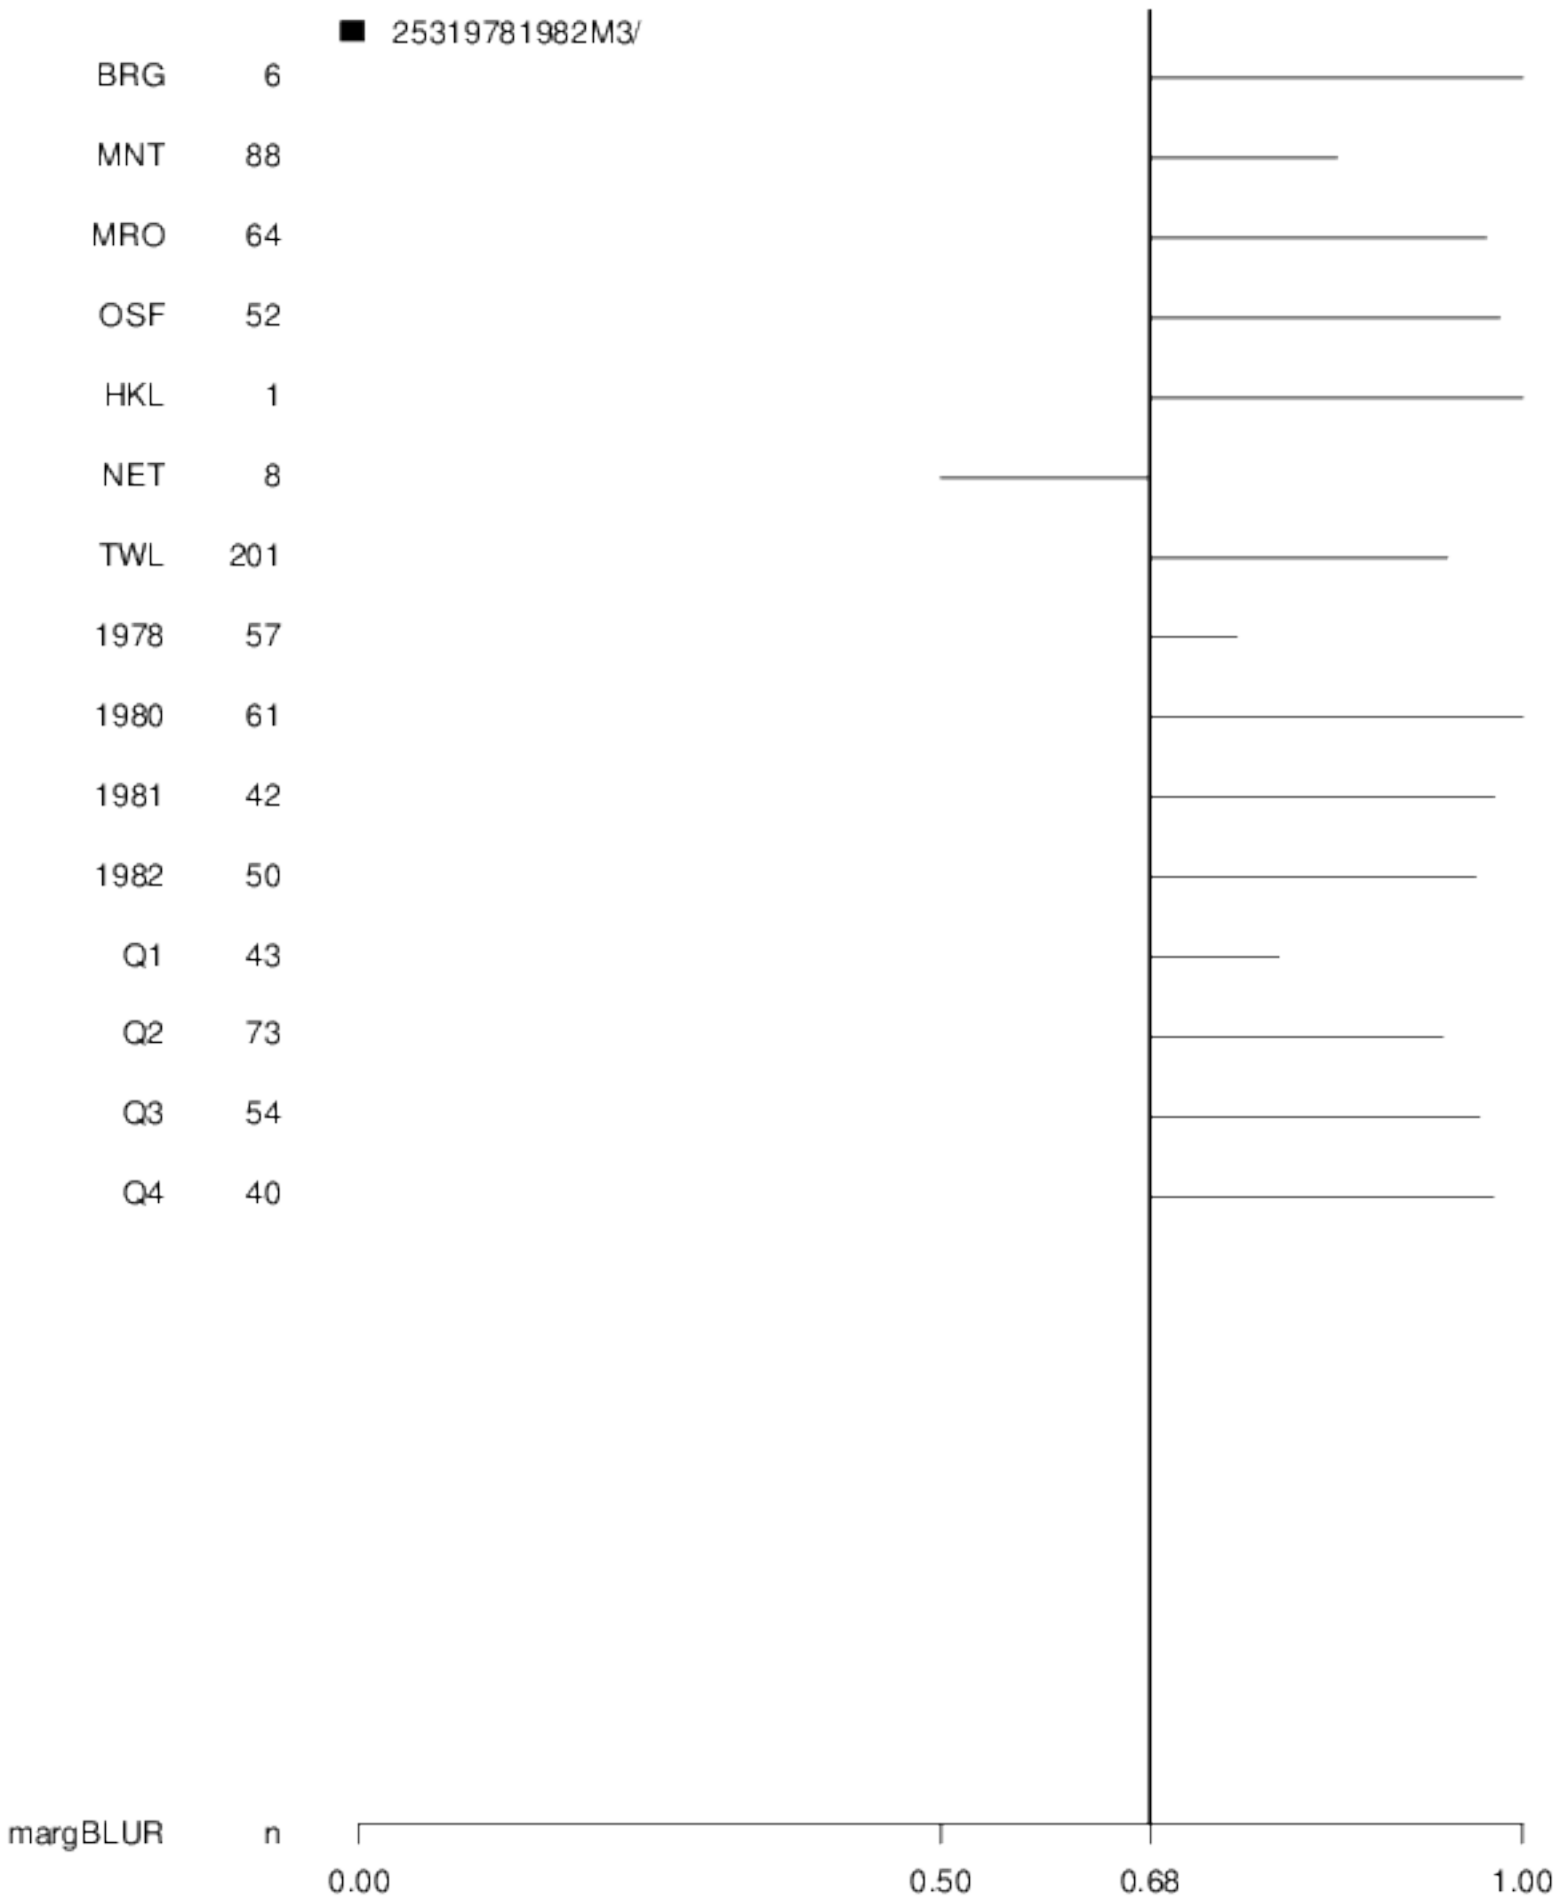 25319781982M3/
BRG 6
MNT 88
MRO 64
OSF 52
HKL 1
NET 8
TWL 201
1978 57
1980 61
1981 42
1982 50
Q1 43
Q2 73
Q3 54
Q4 40
margBLUR n
0.00 0.50 0.68 1.00